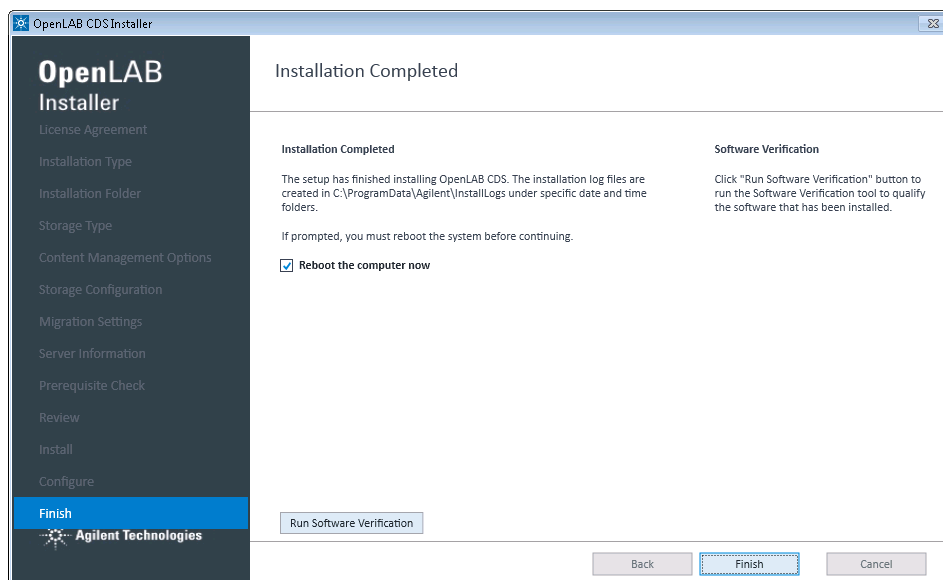 OpenLAB CDS Installer
OpenLAB
Installer
License Agreement
Installation Type
Installation Folder
Storage Type
Content Management Options
Storage Configuration
Migration Settings
Server Information
Prerequisite Check
Review
Install
Configure
Finish
Agilent Technologies
Installation Completed
Installation Completed
The setup has finished installing OpenLAB CDS. The installation log files are
created in C:\ProgramData\Agilent\InstallLogs under specific date and time
folders.
If prompted, you must reboot the system before continuing.
Reboot the computer now
Software Verification
Click "Run Software Verification" button to
run the Software Verification tool to qualify
the software that has been installed.
Run Software Verification
Back
Finish
Cancel